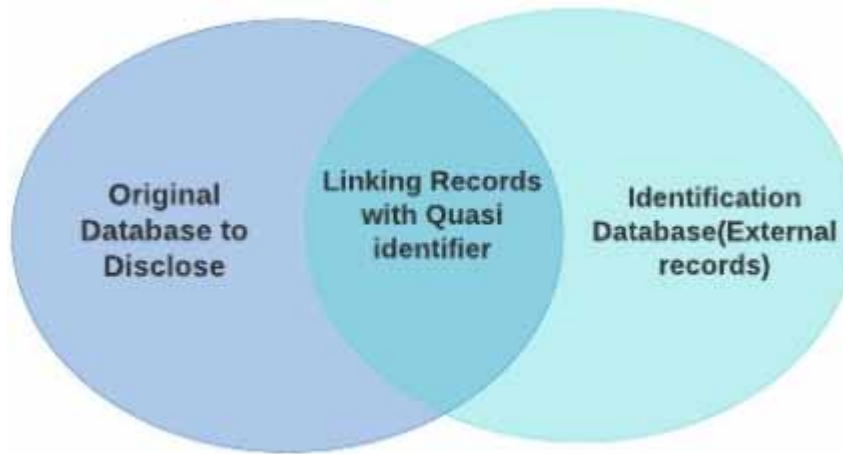 Original
Database to
Disclose
Linking Records
with Quasi
identifier
Identification
Database(External
records)